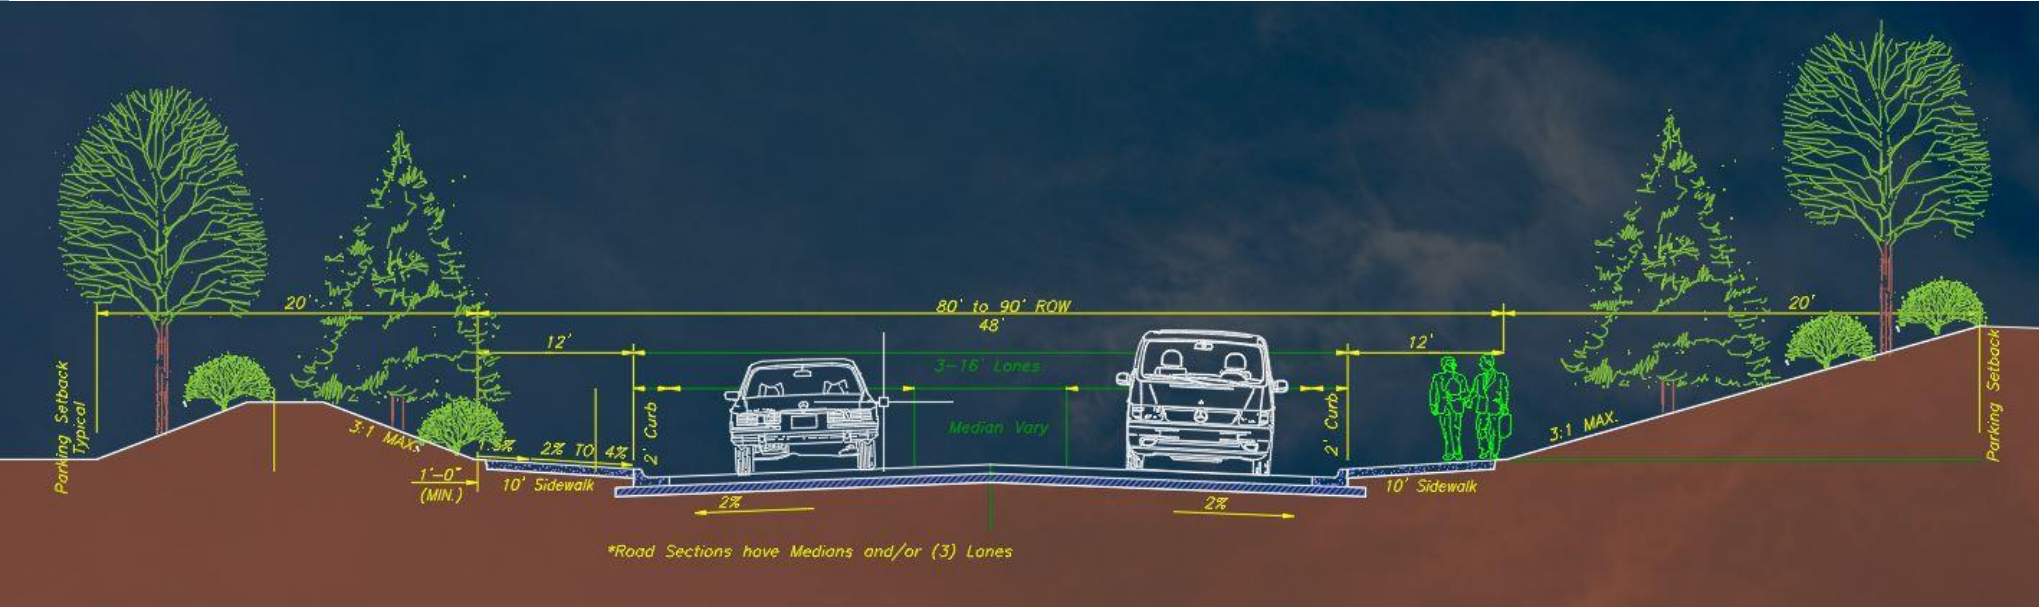 20'
80' to 90' ROW
20'
48'
12'
12'
3-16' Lanes
Median Vary
Parking Setback
Typical
3:1 MAX.
2% TO 4%
2' Curb
2' Curb
3:1 MAX.
Parking Setback
1'-0"
(MIN.)
10' Sidewalk
10' Sidewalk
2%
2%
*Road Sections have Medians and/or (3) Lanes